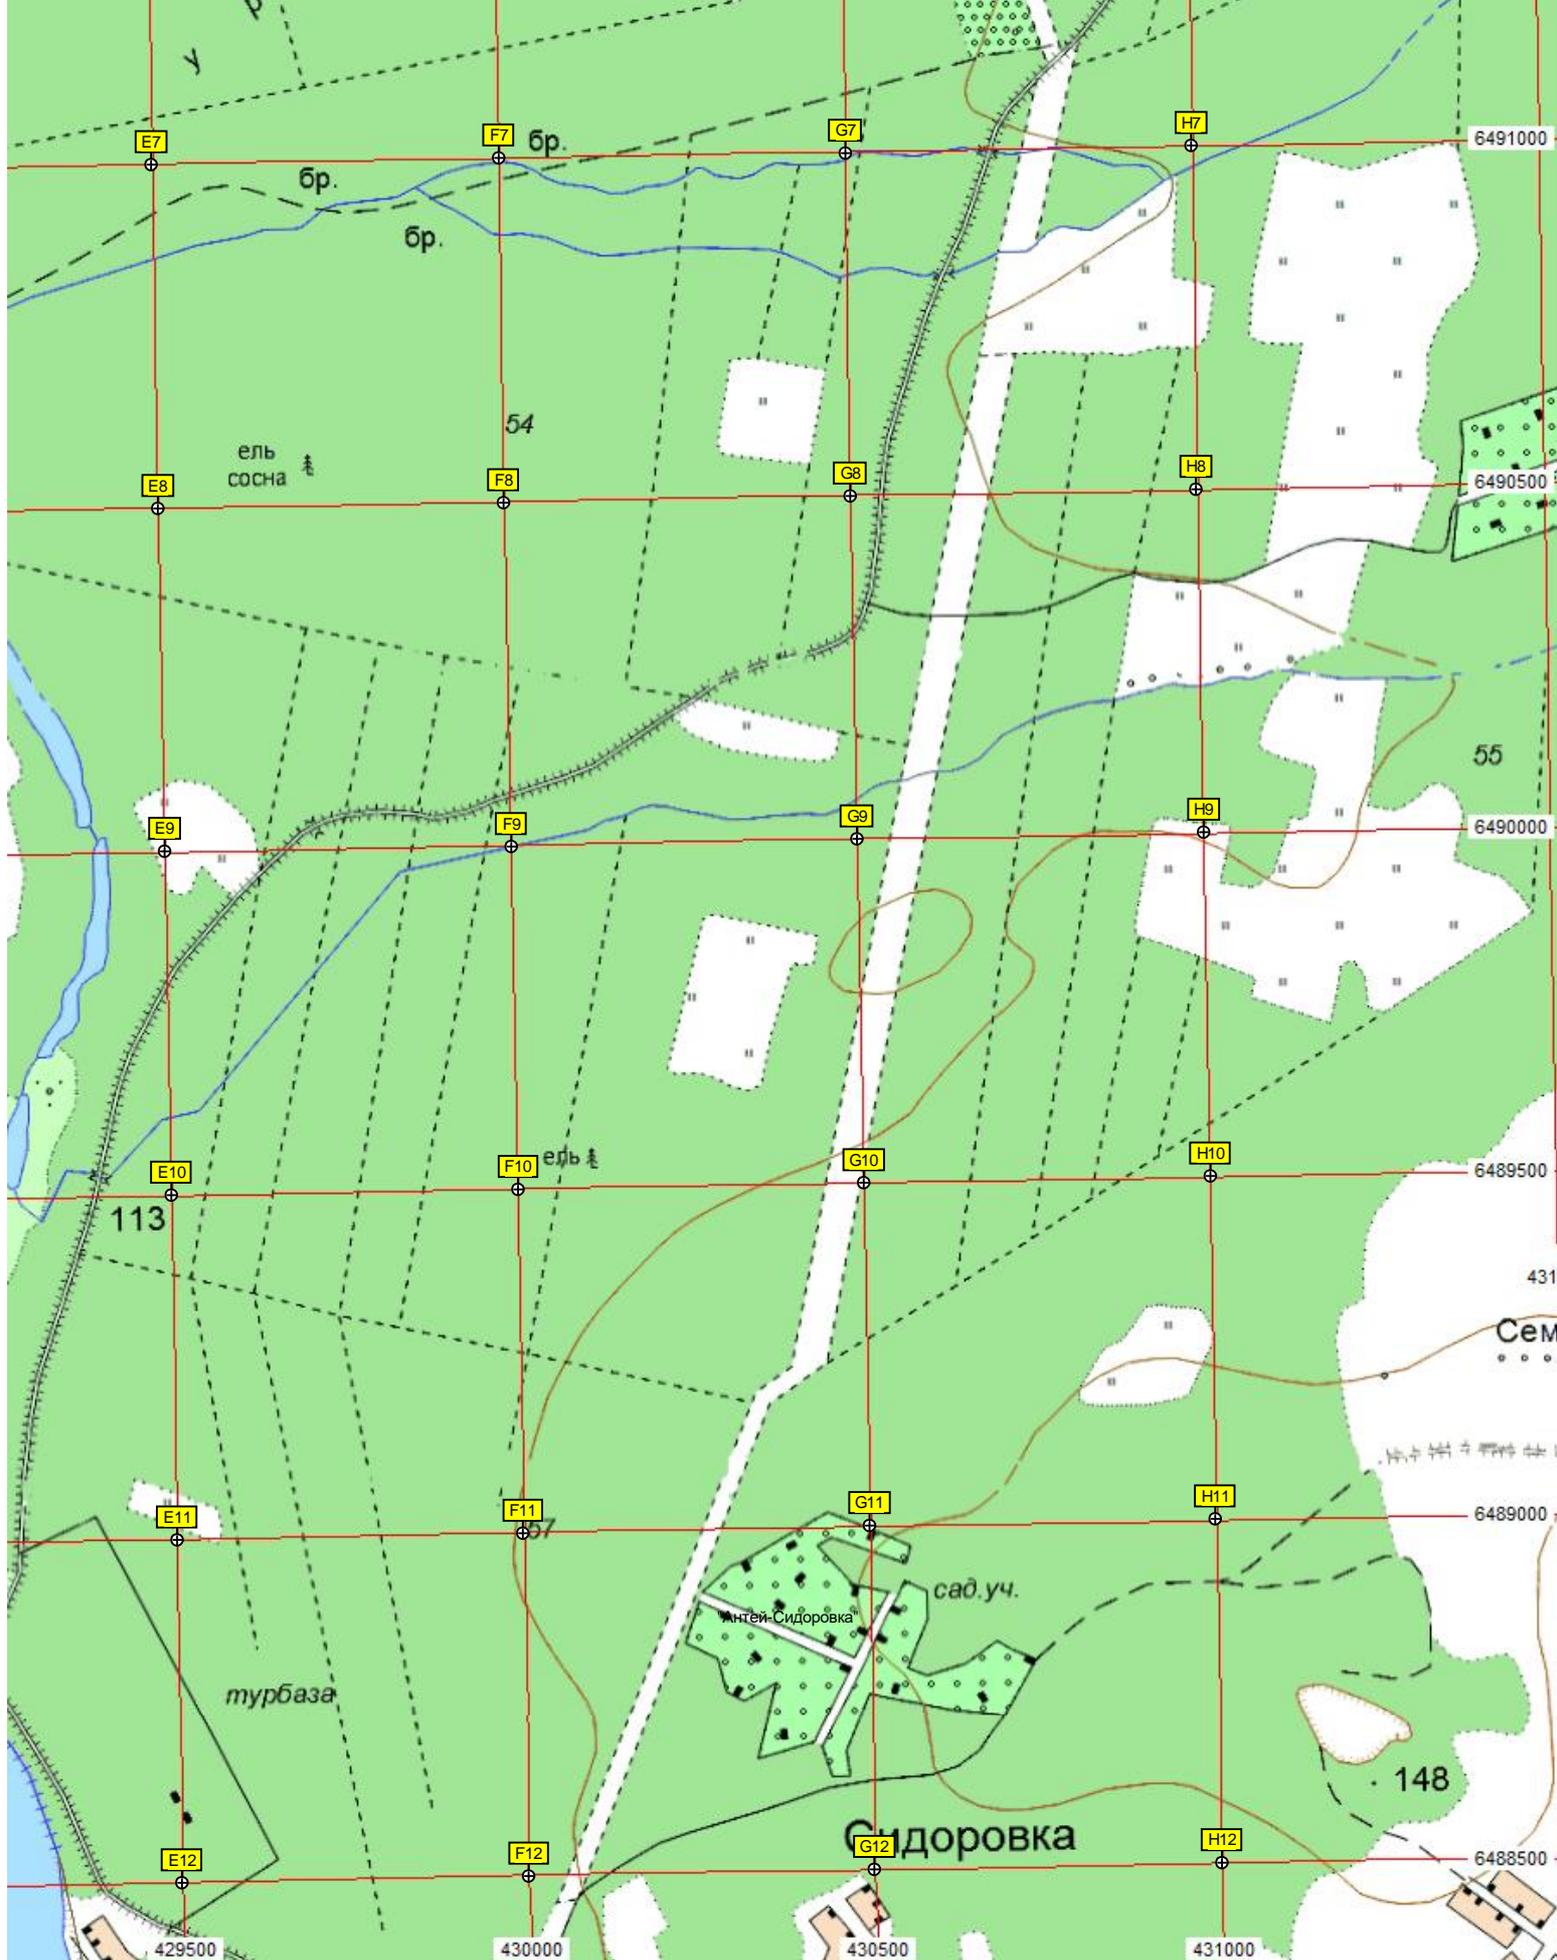 р
у
E7
F7
бр.
G7
H7
6491000
бр.
бр.
54
ель
сосна
E8
F8
G8
H8
6490500
55
E9
F9
G9
H9
6490000
ель
E10
F10
G10
H10
6489500
113
431
Сем
E11
F11
57
G11
H11
6489000
сад.уч.
"Антей-Сидоровка"
турбаза
148
Сидоровка
E12
F12
G12
H12
6488500
429500
430000
430500
431000